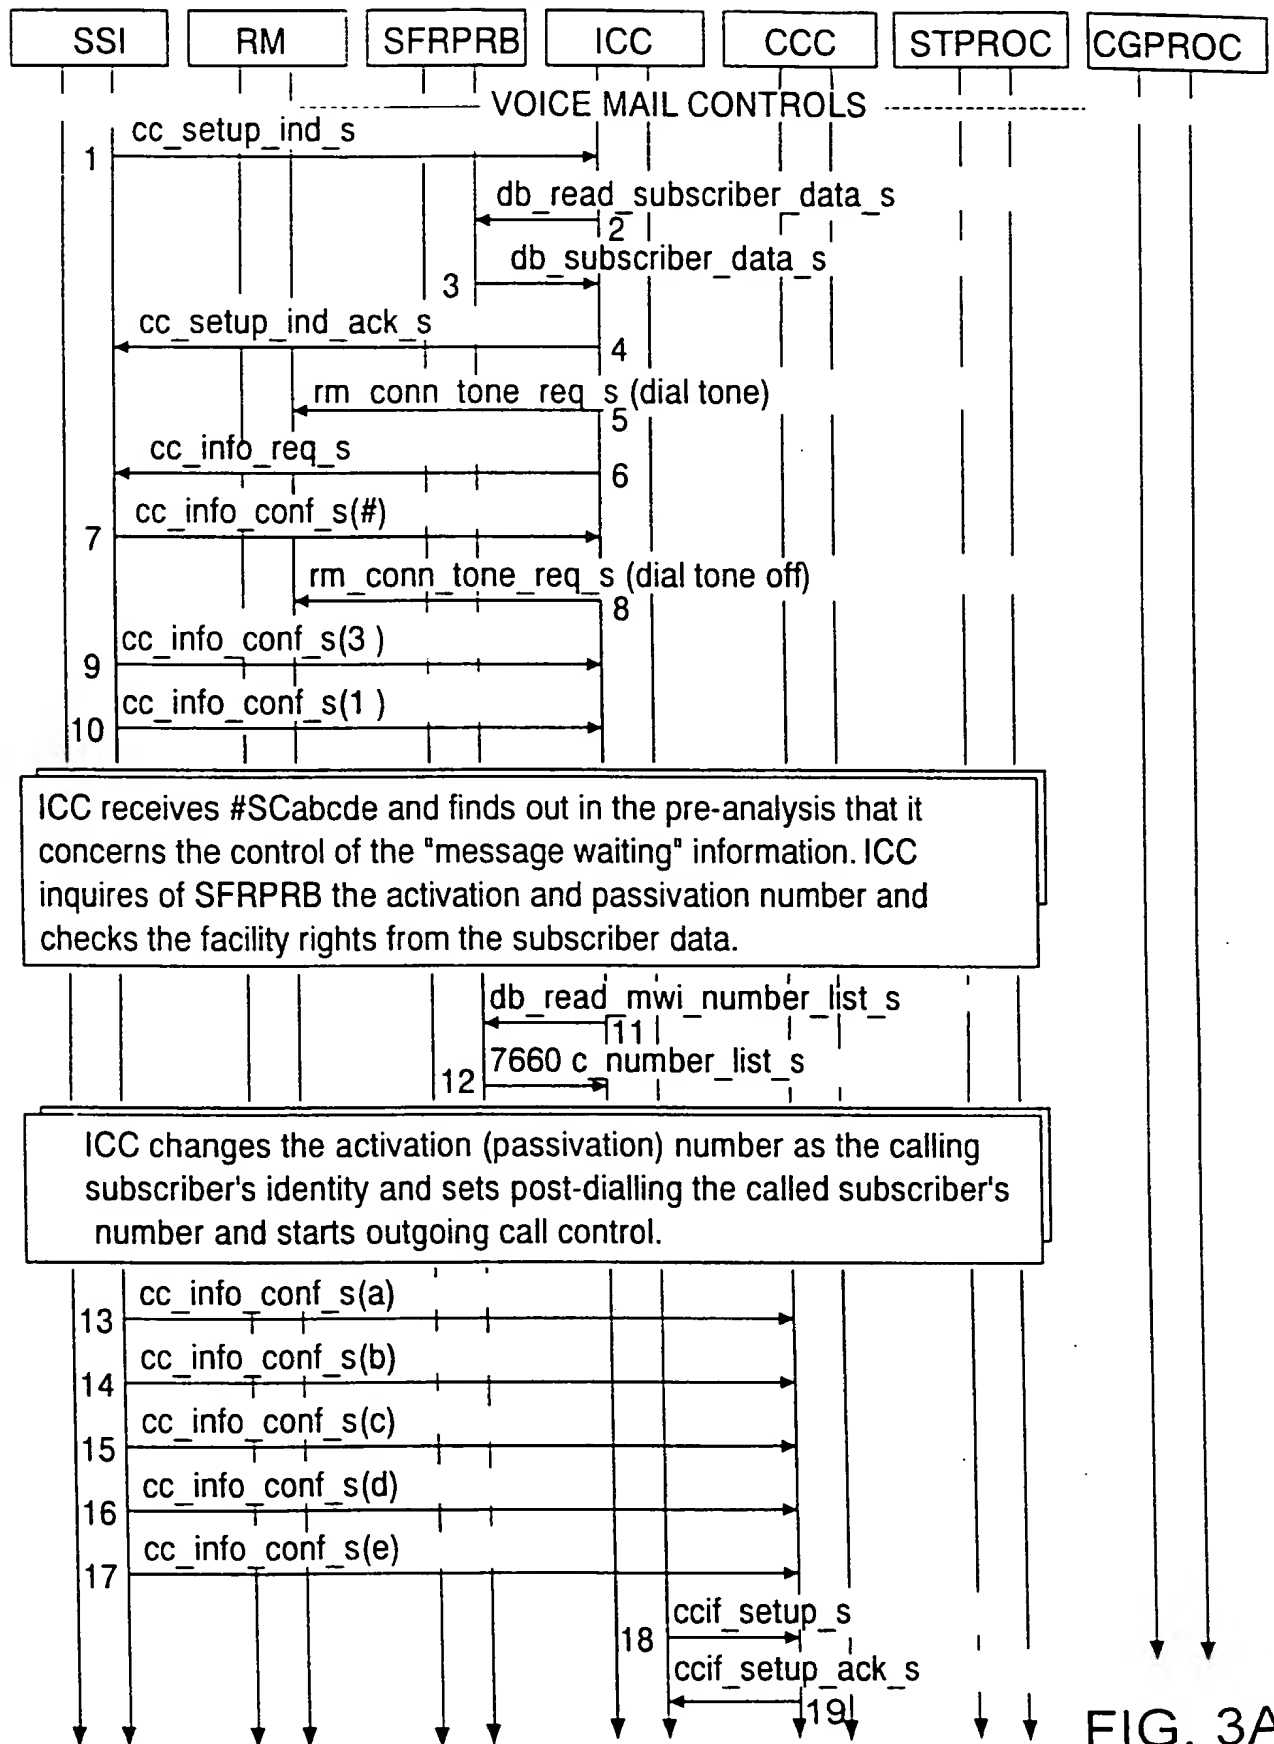 SSI RM SFRPRB ICC CCC STPROC CGPROC
VOICE MAIL CONTROLS
cc_setup_ind_s
1
db_read_subscriber_data_s
2
db_subscriber_data_s
3
cc_setup_ind_ack_s
4
rm_conn_tone_req_s (dial tone)
5
cc_info_req_s
6
cc_info_conf_s(#)
7
rm_conn_tone_req_s (dial tone off)
8
cc_info_conf_s(3 )
9
cc_info_conf_s(1 )
10
ICC receives #SCabcde and finds out in the pre-analysis that it
concerns the control of the "message waiting" information. ICC
inquires of SFRPRB the activation and passivation number and
checks the facility rights from the subscriber data.
db_read_mwi_number_list_s
11
7660 c_number_list_s
12
ICC changes the activation (passivation) number as the calling
subscriber's identity and sets post-dialling the called subscriber's
number and starts outgoing call control.
cc_info_conf_s(a)
13
cc_info_conf_s(b)
14
cc_info_conf_s(c)
15
cc_info_conf_s(d)
16
cc_info_conf_s(e)
17
ccif_setup_s
18
ccif_setup_ack_s
19
FIG. 3A